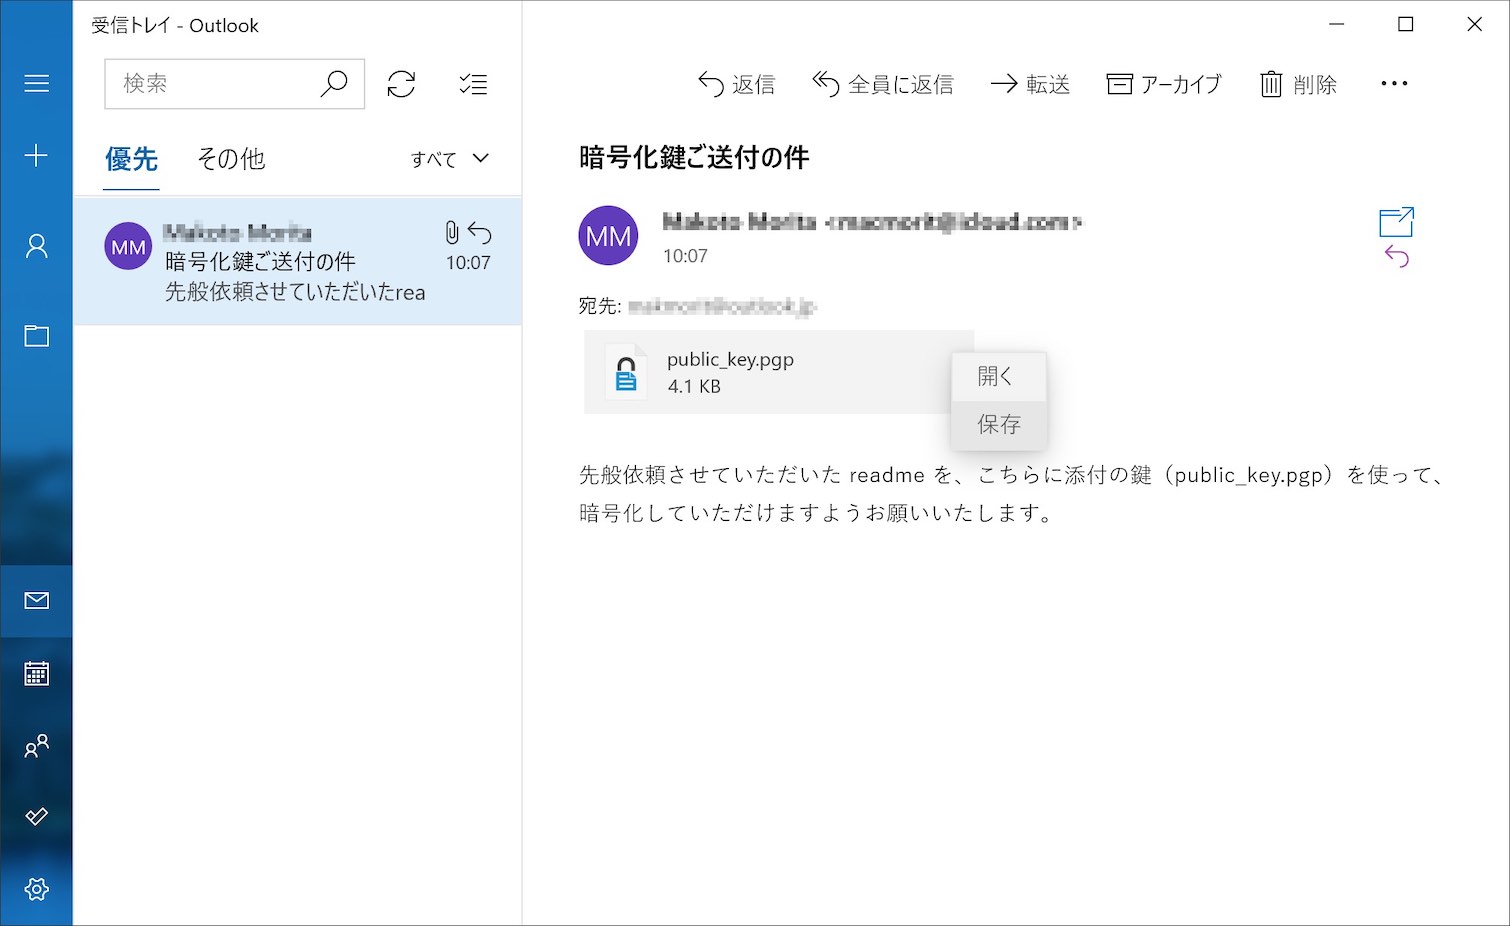 受信トレイ - Outlook
検索
優先
その他
すべて
MM
暗号化鍵ご送付の件
10:07
先般依頼させていただいたrea
返信
全員に返信
転送
アーカイブ
削除
暗号化鍵ご送付の件
MM
10:07
宛先:
public_key.pgp
4.1 KB
開く
保存
先般依頼させていただいた readme を、こちらに添付の鍵（public_key.pgp）を使って、
暗号化していただけますようお願いいたします。